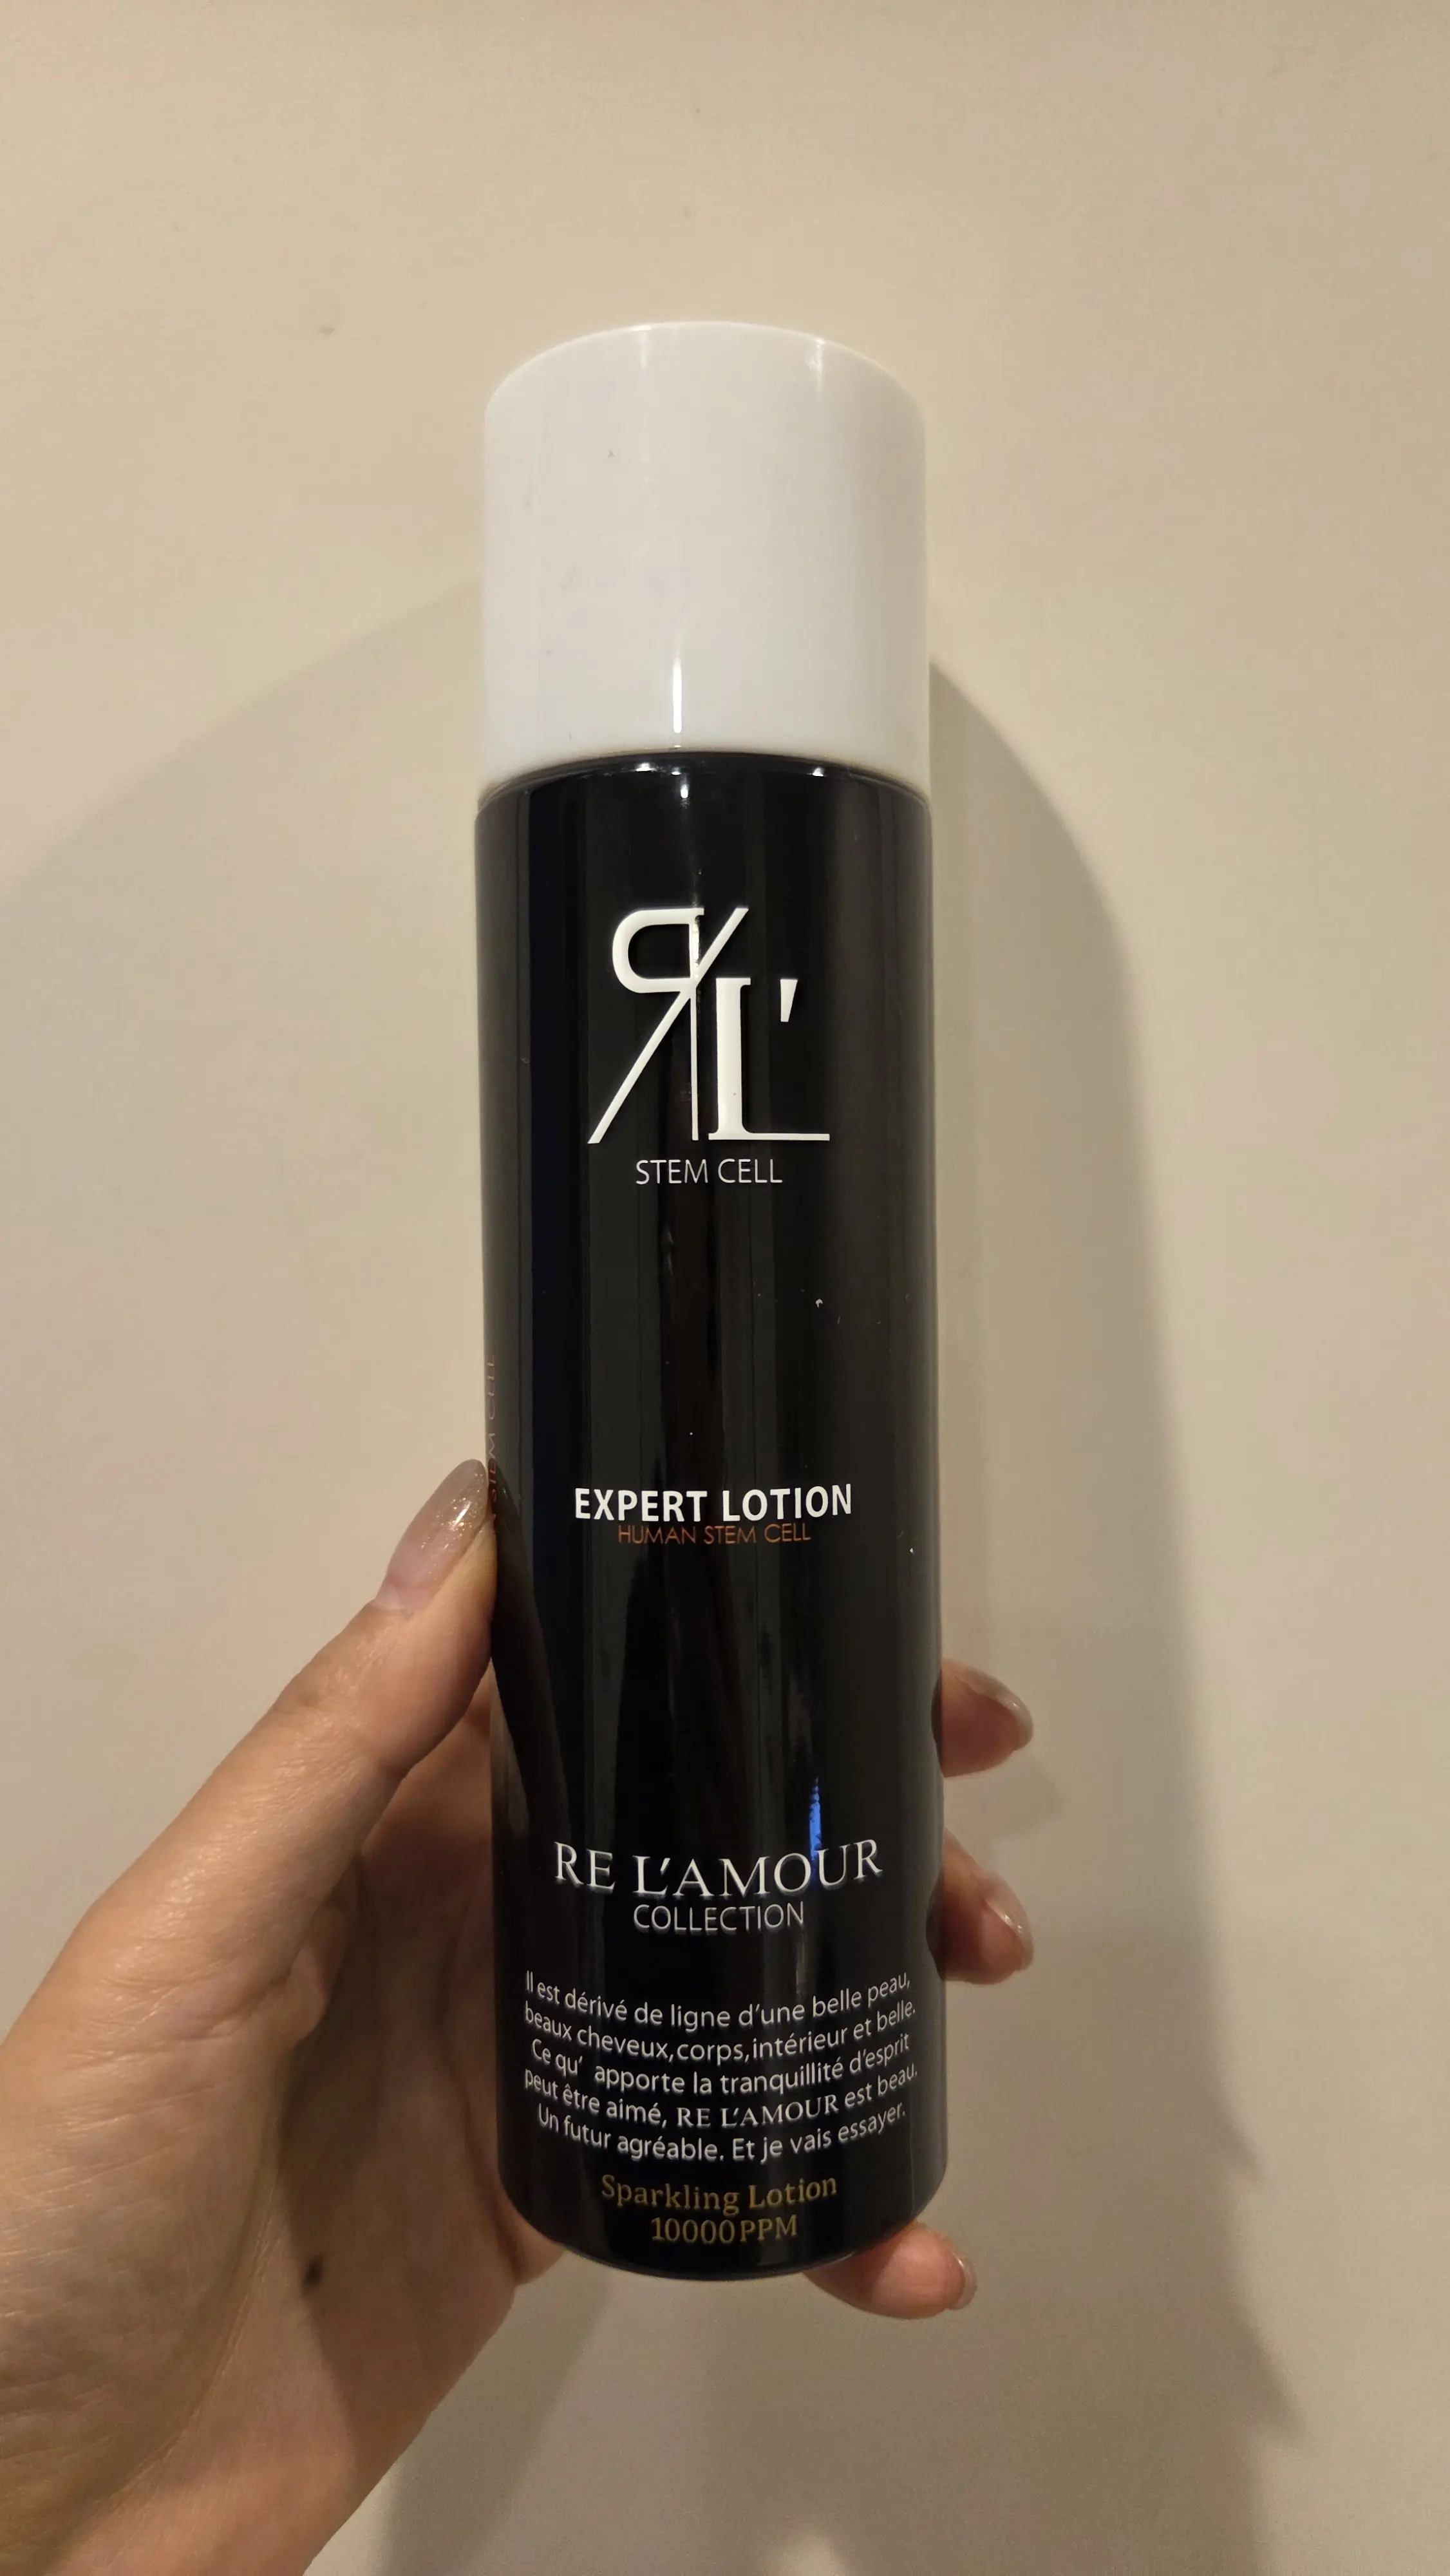 RL'
STEM CELL
STEM CELL
EXPERT LOTION
HUMAN STEM CELL
RE L'AMOUR
COLLECTION
Il est dérivé de ligne d'une belle peau,
beaux cheveux,corps,intérieur et belle.
Ce qu' apporte la tranquillité d'esprit
peut être aimé, RE L'AMOUR est beau.
Un futur agréable. Et je vais essayer.
Sparkling Lotion
10000PPM